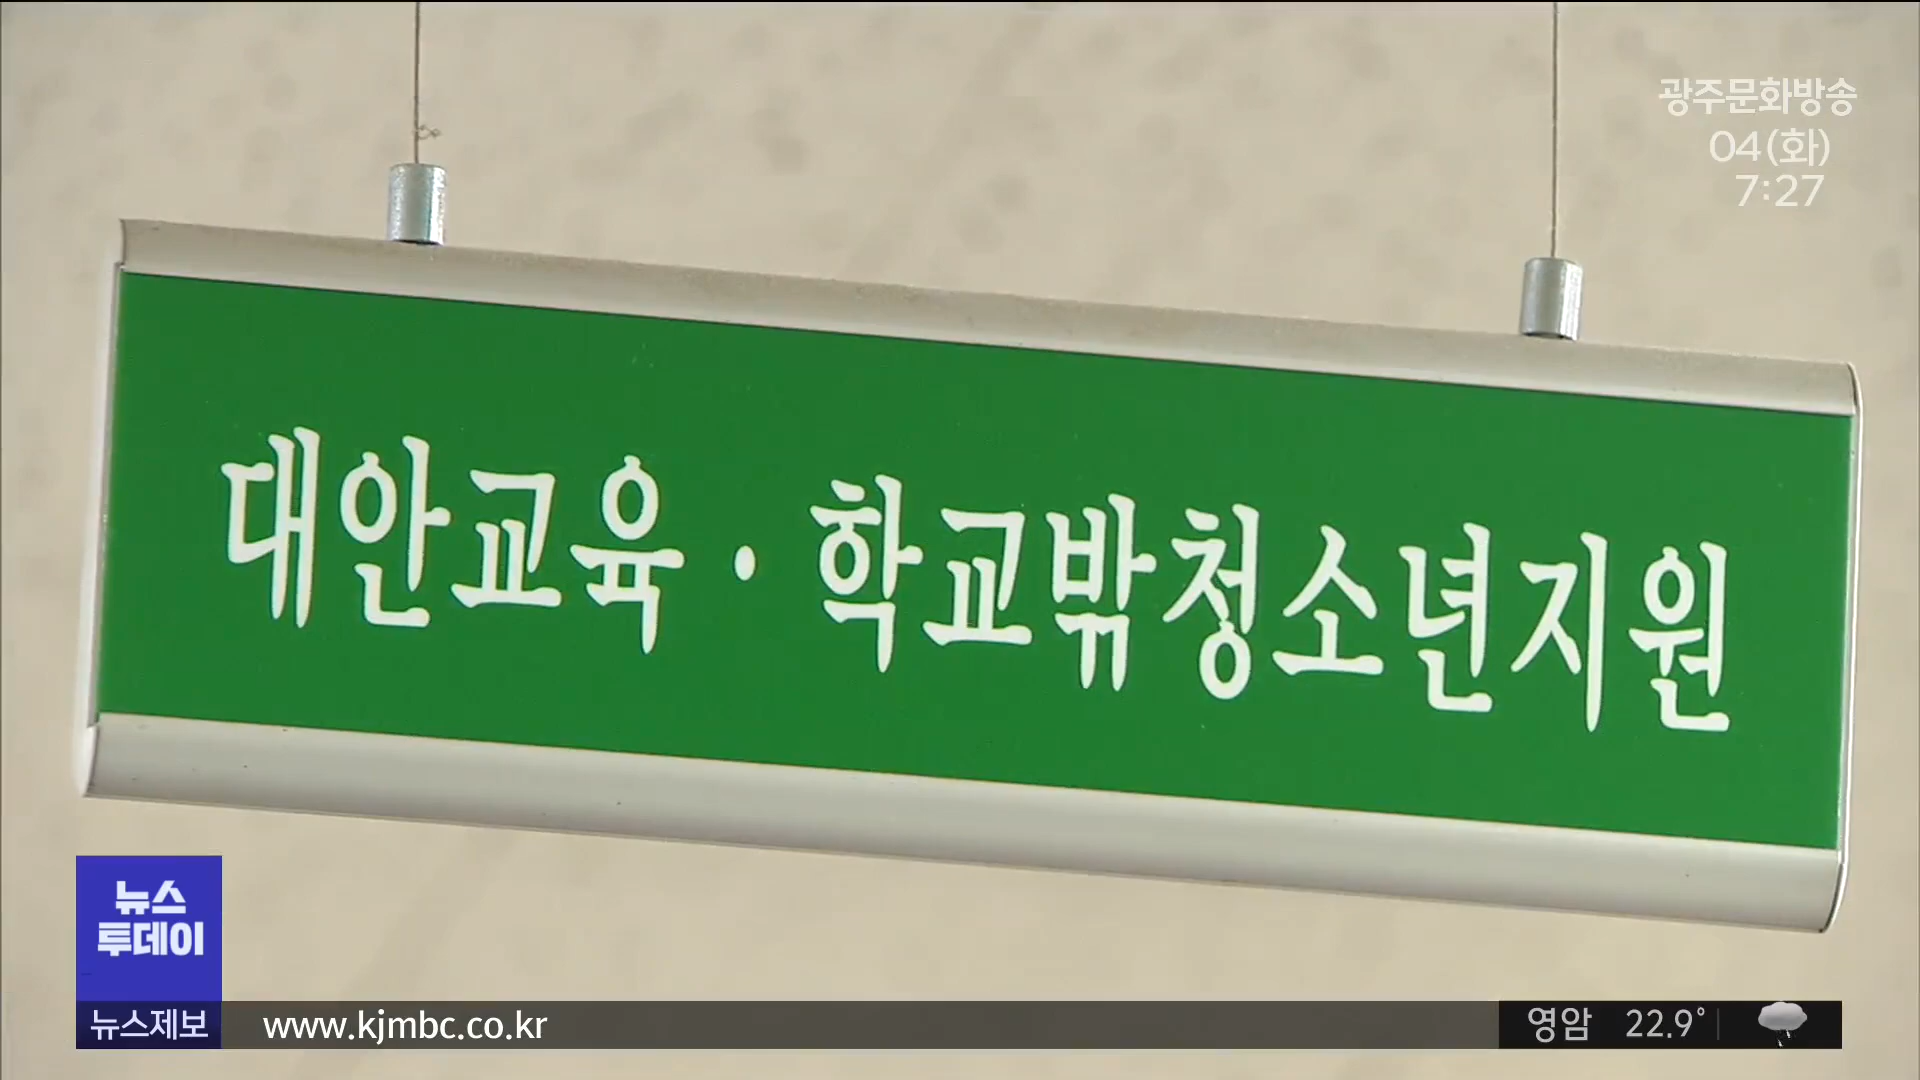 광주문화방송
04(화)
7:27
대안교육·학교밖청소년지원
뉴스
투데이
뉴스제보 www.kjmbc.co.kr 영암 22.9°